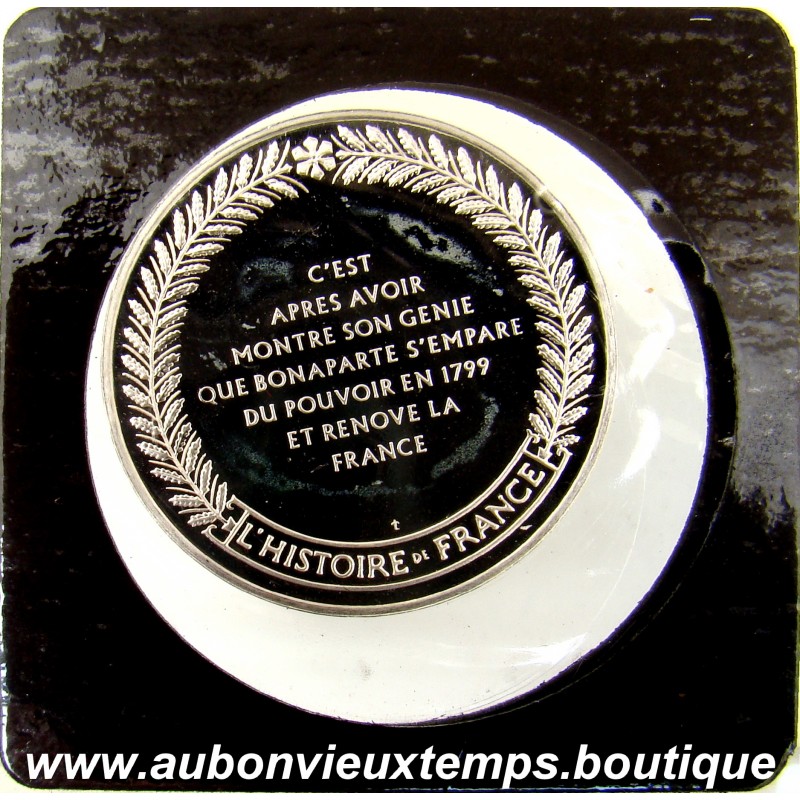 C'EST
APRES AVOIR
MONTRE SON GENIE
QUE BONAPARTE S'EMPARE
DU POUVOIR EN 1799
ET RENOVE LA
FRANCE
L'HISTOIRE DE FRANCE
www.aubonvieuxtemps.boutique